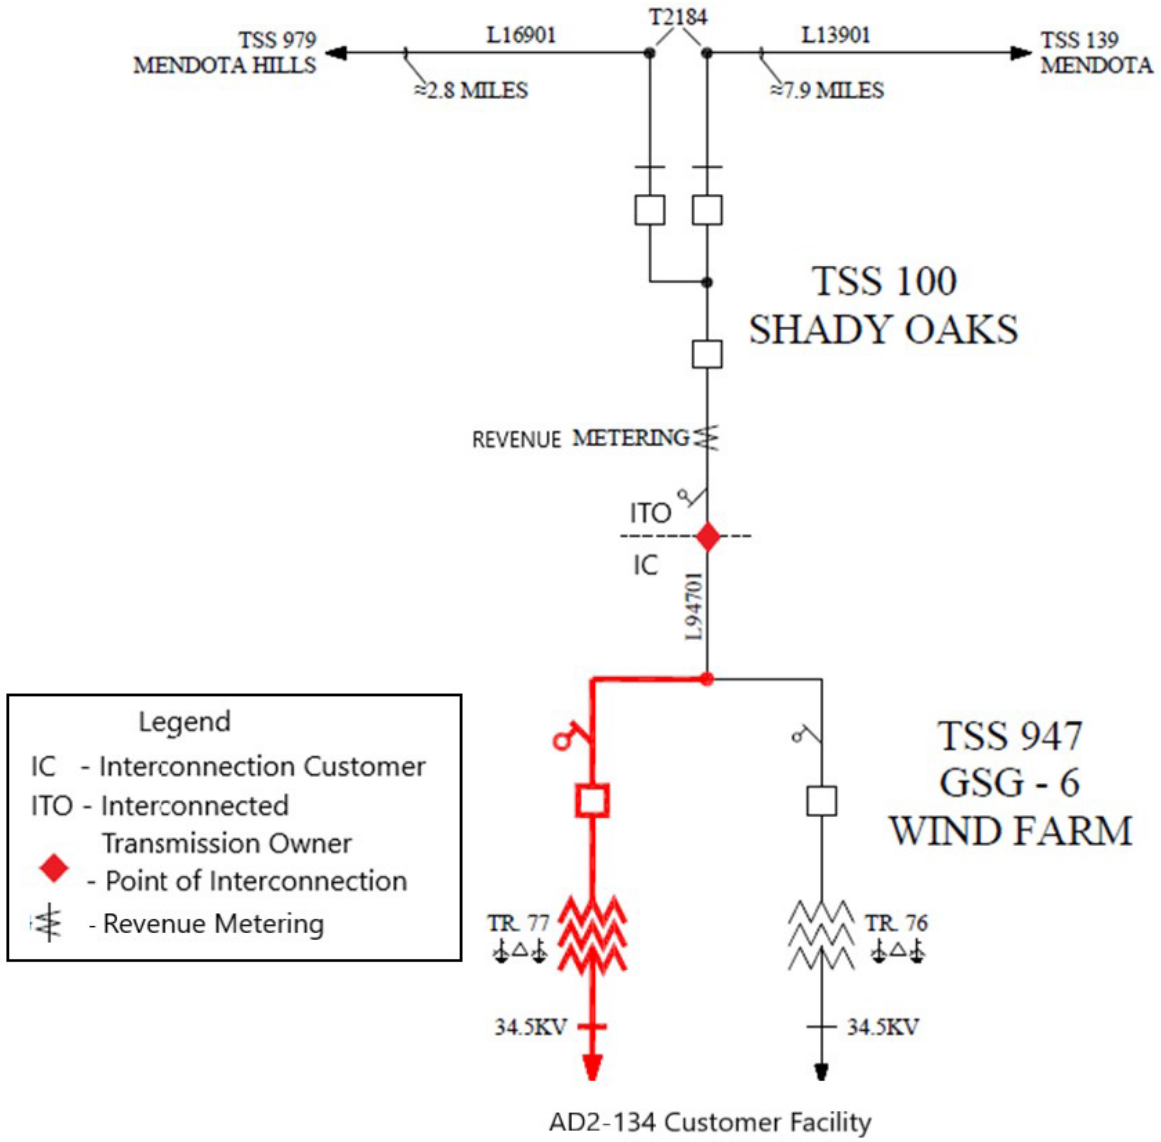 T2184
L16901
L13901
TSS 979
MENDOTA HILLS
TSS 139
MENDOTA
≈2.8 MILES
≈7.9 MILES
TSS 100
SHADY OAKS
REVENUE METERING
ITO
IC
L94701
TSS 947
GSG - 6
WIND FARM
Legend
IC - Interconnection Customer
ITO - Interconnected
Transmission Owner
- Point of Interconnection
- Revenue Metering
TR. 77
TR. 76
34.5KV
34.5KV
AD2-134 Customer Facility